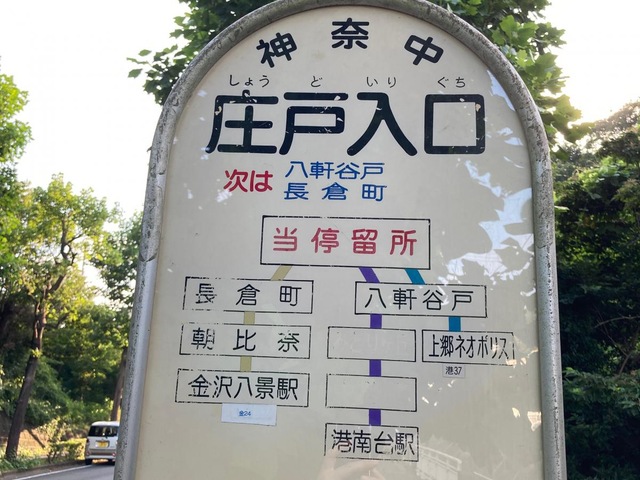 神奈中
しょう ど いり ぐち
庄戸入口
次は 八軒谷戸
長倉町
当停留所
長倉町 八軒谷戸
朝比奈 上郷ネオポリス
金沢八景駅 港37
金24
港南台駅